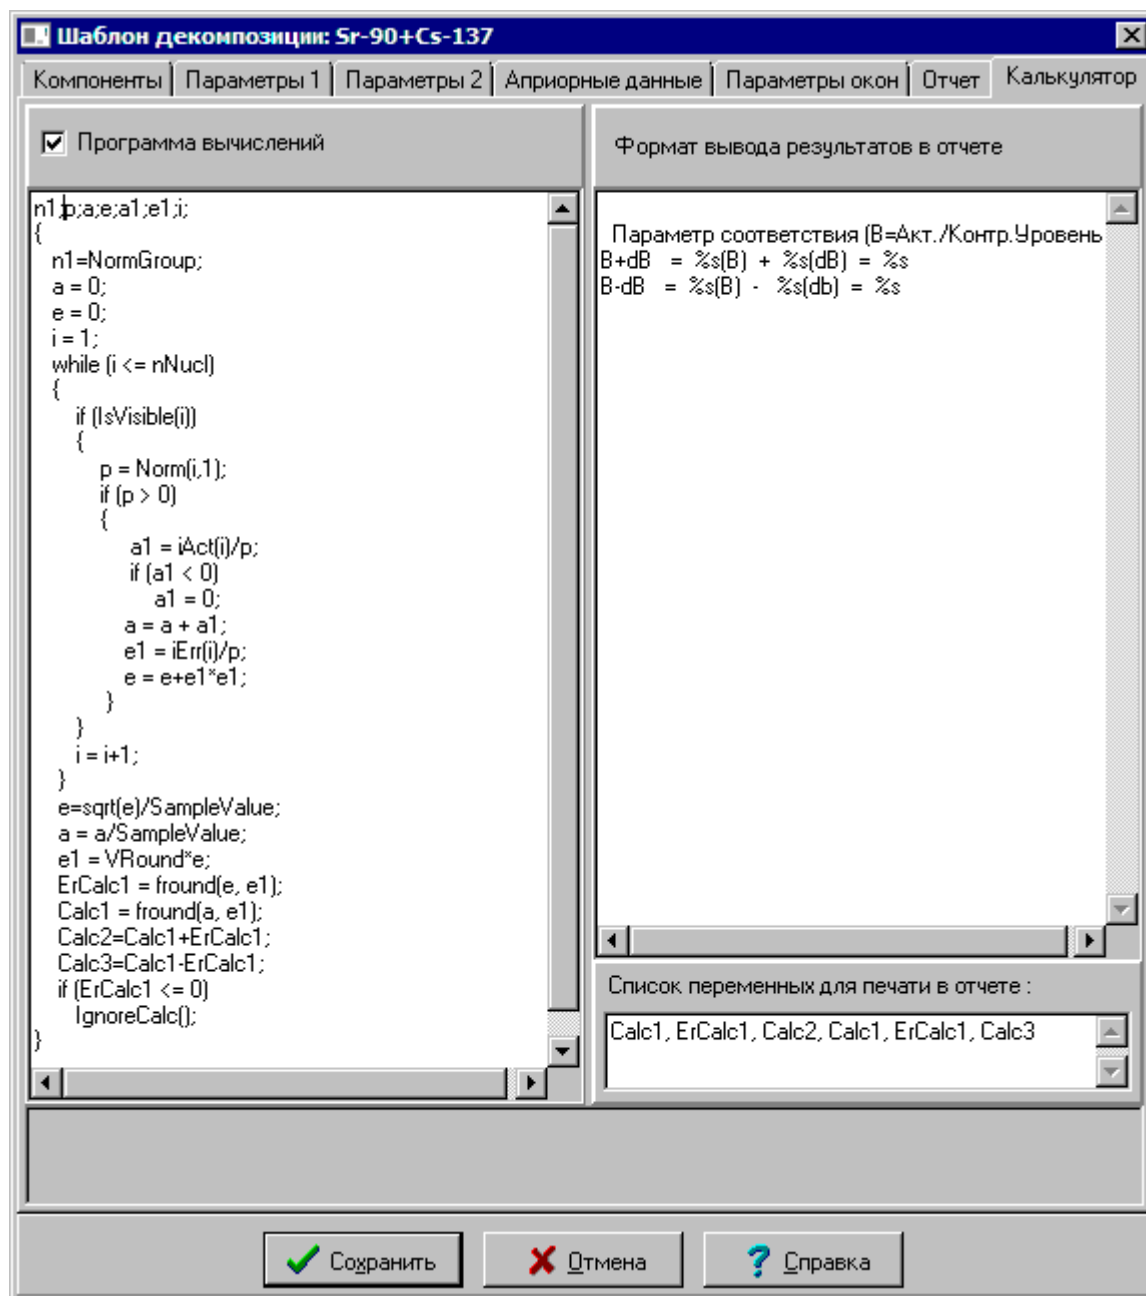 Шаблон декомпозиции: Sr-90+Cs-137
Компоненты Параметры 1 Параметры 2 Априорные данные Параметры окон Отчет Калькулятор
Программа вычислений
n1;p;a;e;a1;e1;i;
{
n1=NormGroup;
a = 0;
e = 0;
i = 1;
while (i <= nNucl)
{
if (IsVisible(i))
{
p = Norm(i,1);
if (p > 0)
{
a1 = iAct(i)/p;
if (a1 < 0)
a1 = 0;
a = a + a1;
e1 = iErr(i)/p;
e = e+e1*e1;
}
}
i = i+1;
}
e=sqrt(e)/SampleValue;
a = a/SampleValue;
e1 = VRound*e;
ErCalc1 = fround(e, e1);
Calc1 = fround(a, e1);
Calc2=Calc1+ErCalc1;
Calc3=Calc1-ErCalc1;
if (ErCalc1 <= 0)
IgnoreCalc();
}
Формат вывода результатов в отчете
Параметр соответствия (B=Акт./Контр.Уровень
B+dB = %s(B) + %s(dB) = %s
B-dB = %s(B) - %s(db) = %s
Список переменных для печати в отчете :
Calc1, ErCalc1, Calc2, Calc1, ErCalc1, Calc3
Сохранить Отмена Справка